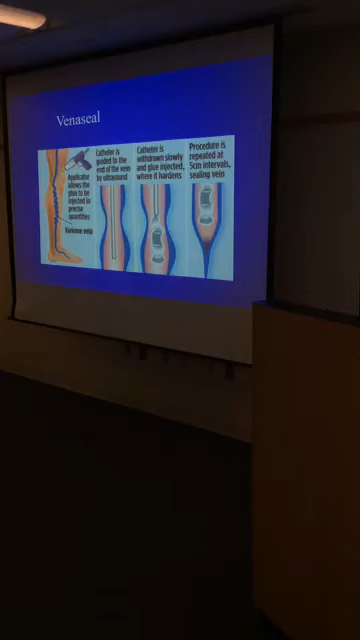 Venaseal
Applicator
allows the
glue to be
injected in
precise
quantities
Varicose vein
Catheter is
guided to the
end of the vein
by ultrasound
Catheter is
withdrawn slowly
and glue injected,
where it hardens
Procedure is
repeated at
5cm intervals,
sealing vein